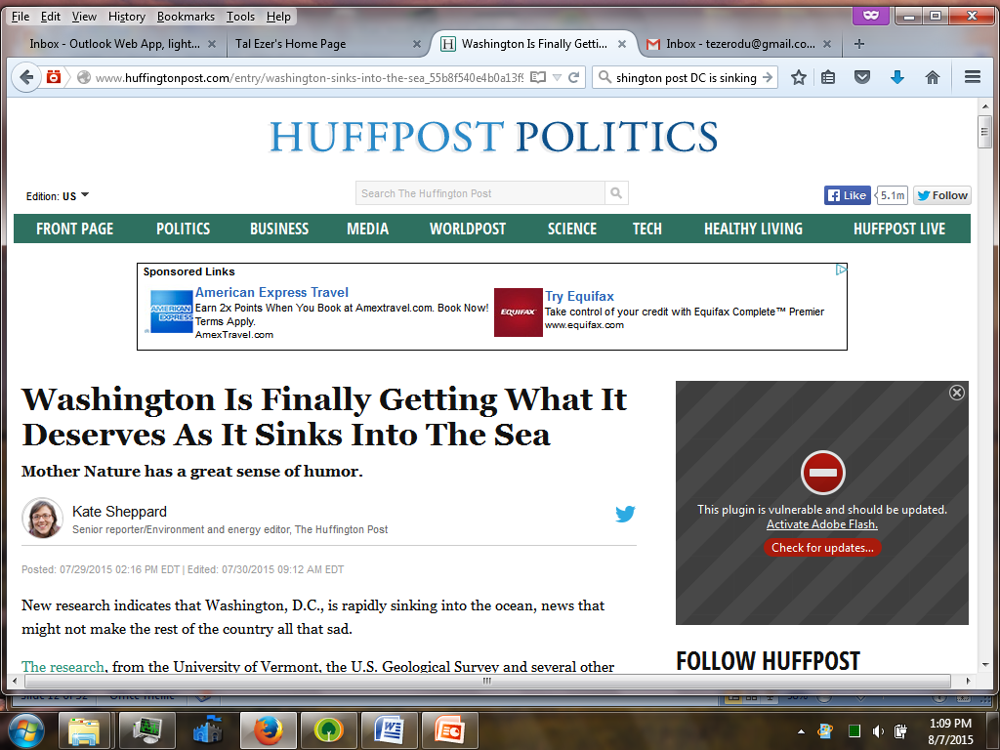 File Edit View History Bookmarks Tools Help
Inbox - Outlook Web App, light... Tal Ezer's Home Page Washington Is Finally Getti... Inbox - tezerodu@gmail.co...
www.huffingtonpost.com/entry/washington-sinks-into-the-sea_55b8f540e4b0a13f9 shington post DC is sinking
HUFFPOST POLITICS
Edition: US Search The Huffington Post Like 5.1m Follow
FRONT PAGE POLITICS BUSINESS MEDIA WORLDPOST SCIENCE TECH HEALTHY LIVING HUFFPOST LIVE
Sponsored Links
AMERICAN EXPRESS
American Express Travel
Earn 2x Points When You Book at Amextravel.com. Book Now!
Terms Apply.
AmexTravel.com
EQUIFAX
Try Equifax
Take control of your credit with Equifax Complete™ Premier
www.equifax.com
Washington Is Finally Getting What It
Deserves As It Sinks Into The Sea
Mother Nature has a great sense of humor.
Kate Sheppard
Senior reporter/Environment and energy editor, The Huffington Post
Posted: 07/29/2015 02:16 PM EDT | Edited: 07/30/2015 09:12 AM EDT
New research indicates that Washington, D.C., is rapidly sinking into the ocean, news that
might not make the rest of the country all that sad.
The research, from the University of Vermont, the U.S. Geological Survey and several other
This plugin is vulnerable and should be updated.
Activate Adobe Flash.
Check for updates...
FOLLOW HUFFPOST
1:09 PM
8/7/2015